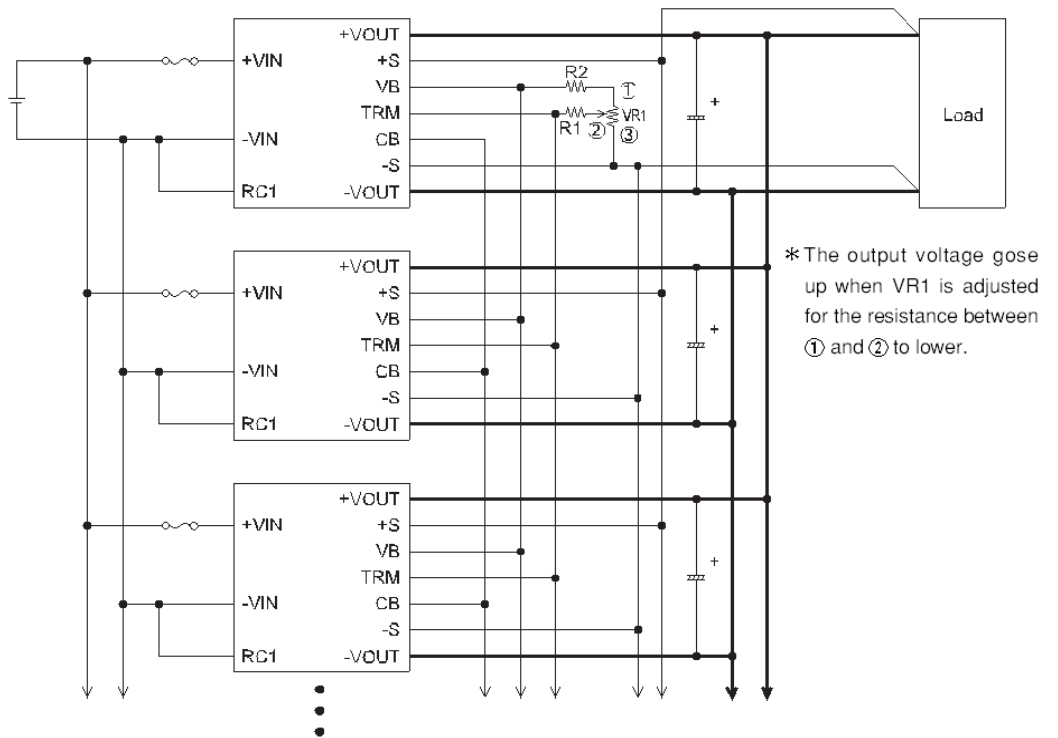 +VOUT
+VIN
+S
VB
R2
①
TRM
R1
②
VR1
③
CB
-VIN
-S
RC1
-VOUT
+
Load
+VOUT
+VIN
+S
VB
TRM
CB
-VIN
-S
RC1
-VOUT
+
* The output voltage gose
up when VR1 is adjusted
for the resistance between
① and ② to lower.
+VOUT
+VIN
+S
VB
TRM
CB
-VIN
-S
RC1
-VOUT
+